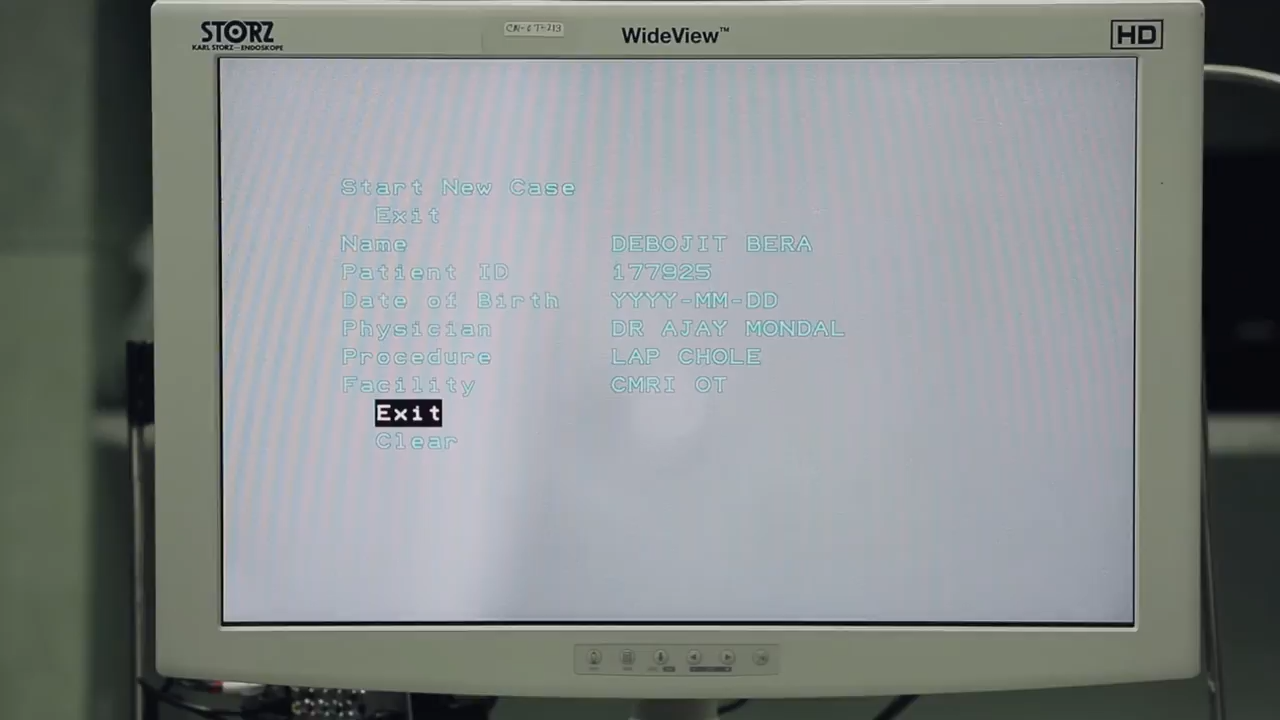 STORZ
KARL STORZ—ENDOSKOPE
WideView™
HD
Start New Case
Exit
Name DEBOJIT BERA
Patient ID 177925
Date of Birth YYYY-MM-DD
Physician DR AJAY MONDAL
Procedure LAP CHOLE
Facility CMRI OT
Exit
Clear